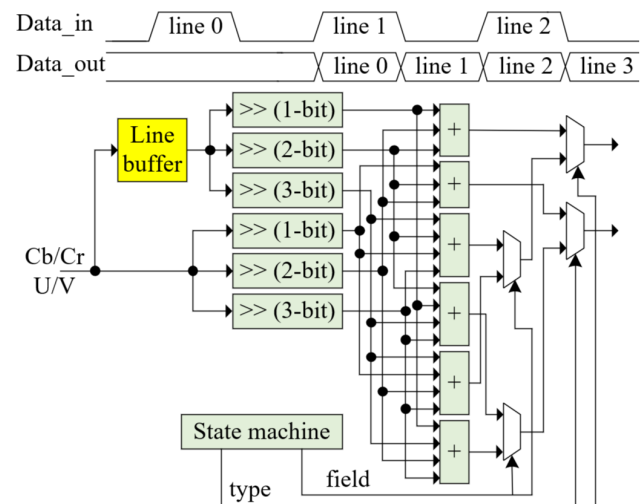 Data_in
line 0
line 1
line 2
Data_out
line 0
line 1
line 2
line 3
Line
buffer
>> (1-bit)
>> (2-bit)
>> (3-bit)
>> (1-bit)
>> (2-bit)
>> (3-bit)
+
+
+
+
+
+
Cb/Cr
U/V
State machine
type
field